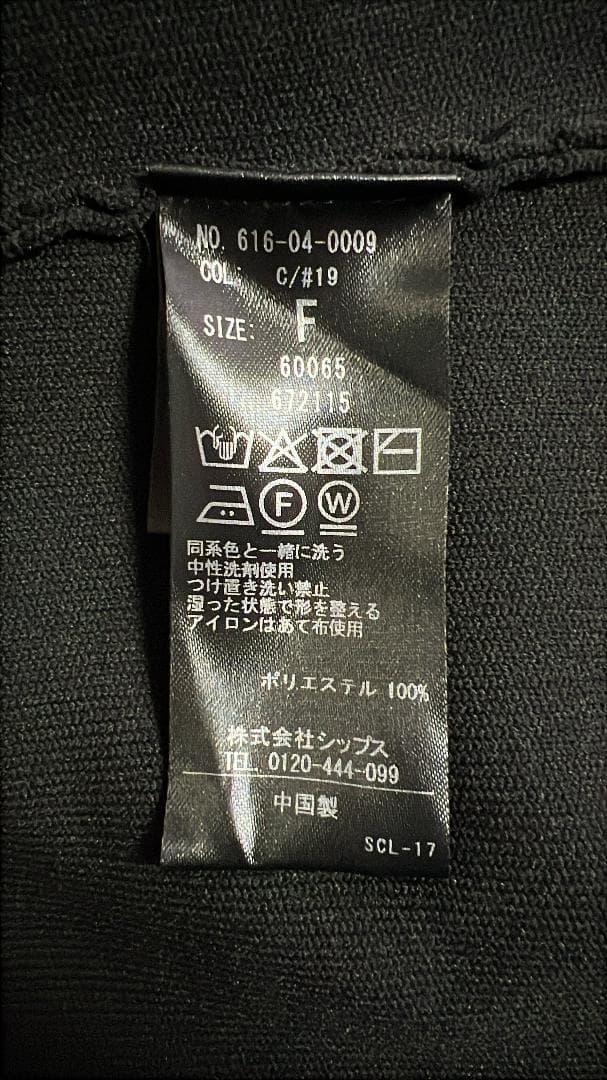 NO. 616-04-0009
COL: C/#19
SIZE: F
60065
672115
F W
同系色と一緒に洗う
中性洗剤使用
つけ置き洗い禁止
湿った状態で形を整える
アイロンはあて布使用
ポリエステル 100%
株式会社シップス
TEL. 0120-444-099
中国製
SCL-17